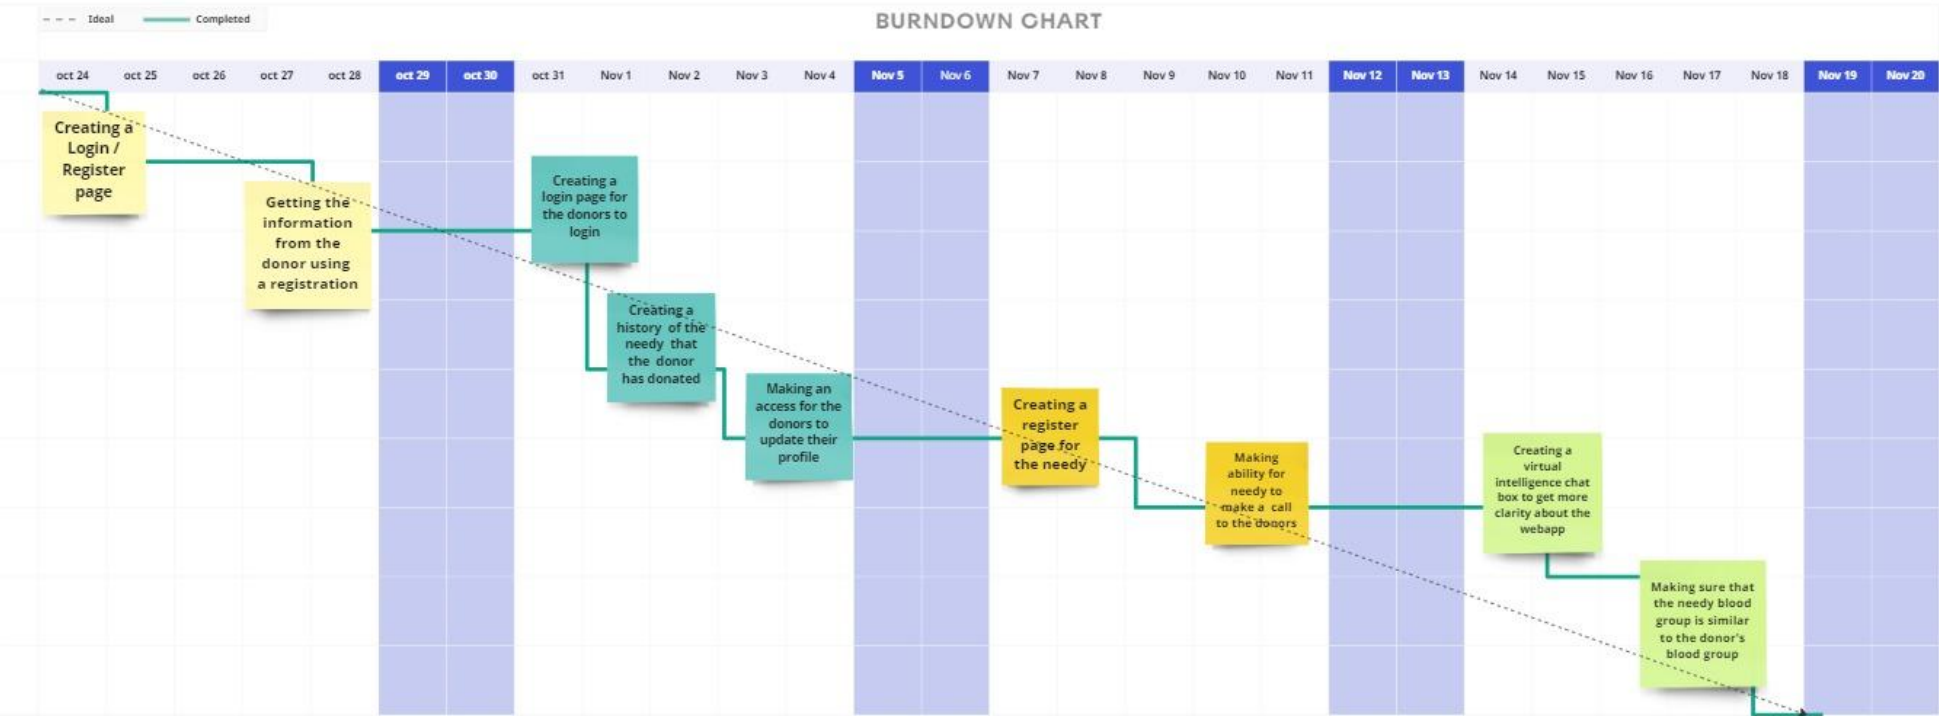 Ideal
Completed
BURNDOWN CHART
oct 24 oct 25 oct 26 oct 27 oct 28 oct 29 oct 30 oct 31 Nov 1 Nov 2 Nov 3 Nov 4 Nov 5 Nov 6 Nov 7 Nov 8 Nov 9 Nov 10 Nov 11 Nov 12 Nov 13 Nov 14 Nov 15 Nov 16 Nov 17 Nov 18 Nov 19 Nov 20
Creating a
Login /
Register
page
Getting the
information
from the
donor using
a registration
Creating a
login page for
the donors to
login
Creating a
history of the
needy that
the donor
has donated
Making an
access for the
donors to
update their
profile
Creating a
register
page for
the needy
Making
ability for
needy to
make a call
to the donors
Creating a
virtual
intelligence chat
box to get more
clarity about the
webapp
Making sure that
the needy blood
group is similar
to the donor's
blood group